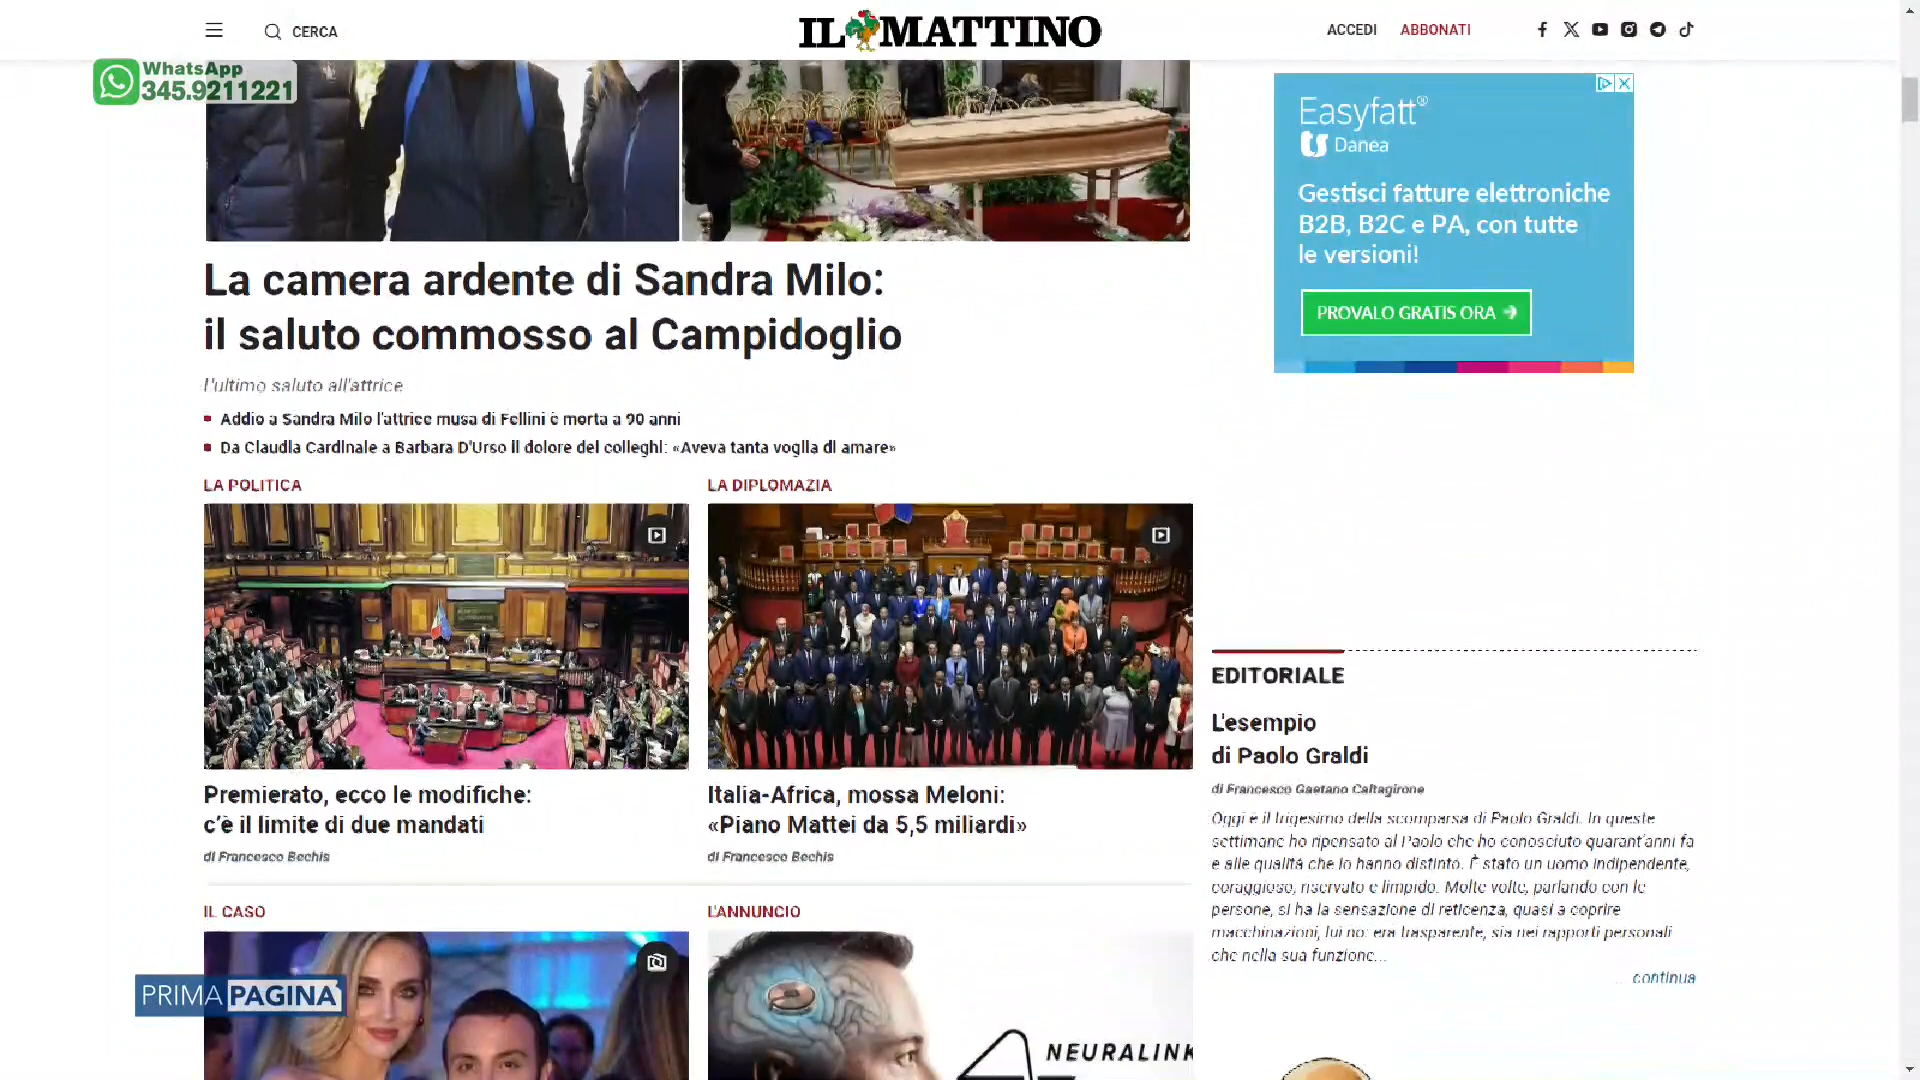 CERCA
IL MATTINO
ACCEDI
ABBONATI
WhatsApp
345.9211221
Easyfatt®
Danea
Gestisci fatture elettroniche
B2B, B2C e PA, con tutte
le versioni!
PROVALO GRATIS ORA
La camera ardente di Sandra Milo:
il saluto commosso al Campidoglio
L'ultimo saluto all'attrice
Addio a Sandra Milo l'attrice musa di Fellini è morta a 90 anni
Da Claudia Cardinale a Barbara D'Urso il dolore dei colleghi: «Aveva tanta voglia di amare»
LA POLITICA
Premierato, ecco le modifiche:
c'è il limite di due mandati
di Francesco Bechis
LA DIPLOMAZIA
Italia-Africa, mossa Meloni:
«Piano Mattei da 5,5 miliardi»
di Francesco Bechis
EDITORIALE
L'esempio
di Paolo Graldi
di Francesco Gaetano Caltagirone
Oggi è il trigesimo della scomparsa di Paolo Graldi. In queste
settimane ho ripensato al Paolo che ho conosciuto quarant'anni fa
e alle qualità che lo hanno distinto. È stato un uomo indipendente,
coraggioso, riservato e limpido. Molte volte, parlando con le
persone, si ha la sensazione di reticenza, quasi a coprire
macchinazioni, lui no: era trasparente, sia nei rapporti personali
che nella sua funzione...
... continua
IL CASO
L'ANNUNCIO
NEURALINK
PRIMA PAGINA